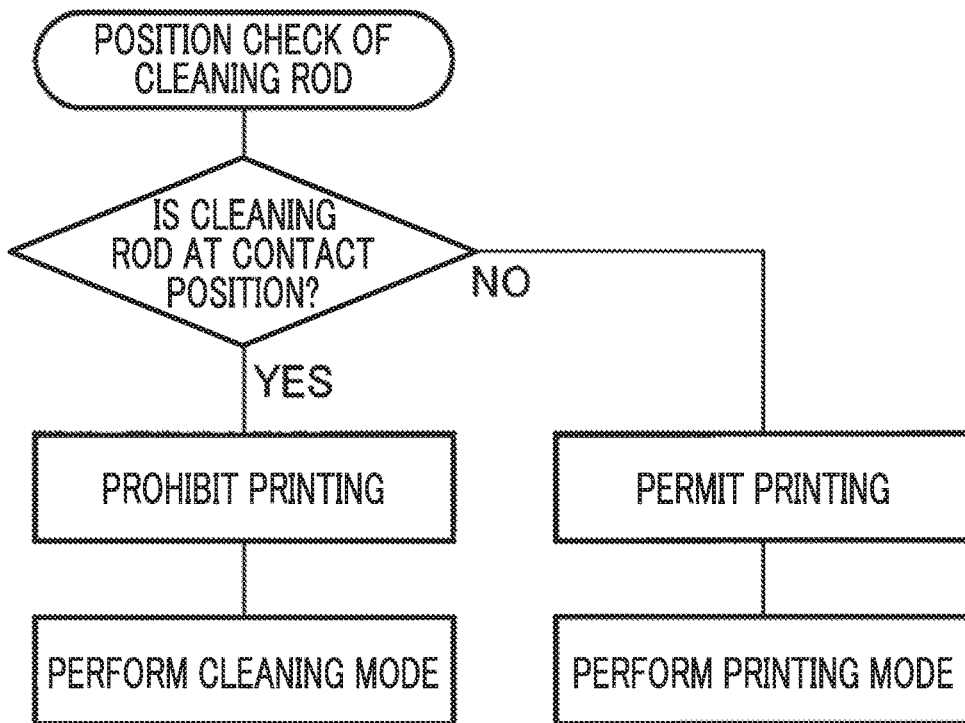 POSITION CHECK OF
CLEANING ROD
IS CLEANING
ROD AT CONTACT
POSITION?
NO
YES
PROHIBIT PRINTING
PERMIT PRINTING
PERFORM CLEANING MODE
PERFORM PRINTING MODE